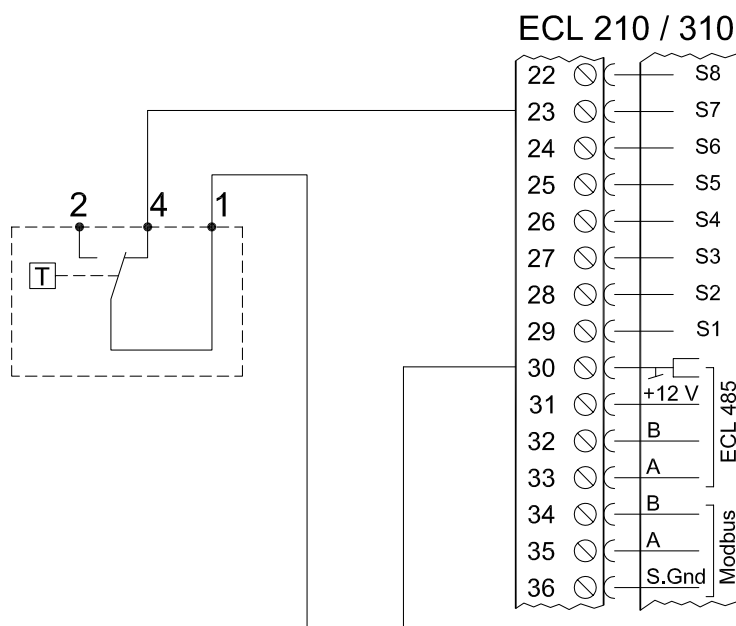 ECL 210 / 310
22 S8
23 S7
24 S6
25 S5
26 S4
27 S3
28 S2
29 S1
30
31 +12 V
32 B
33 A
ECL 485
34 B
35 A
36 S.Gnd
Modbus
2 4 1
T